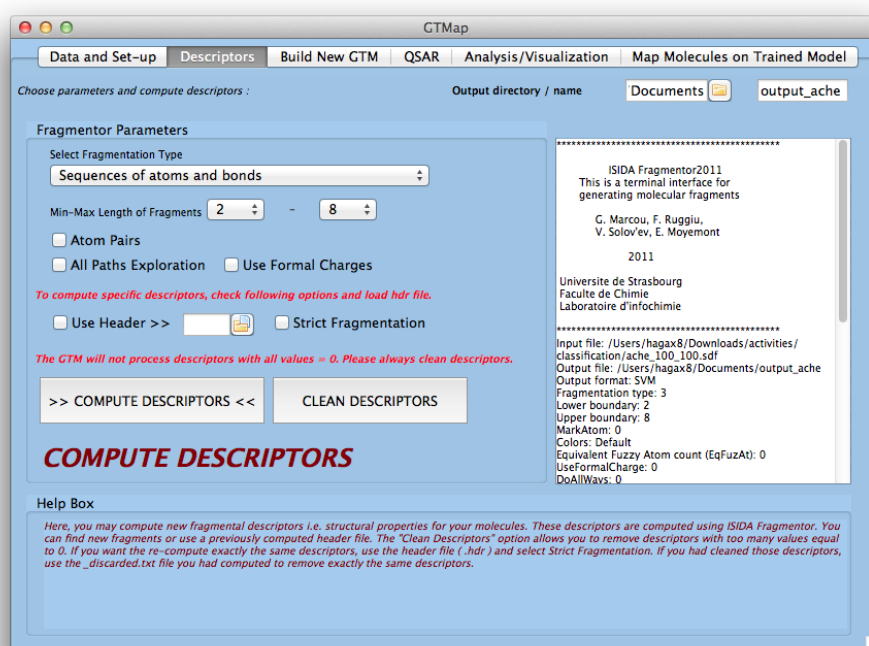 GTMap
Data and Set-up Descriptors Build New GTM QSAR Analysis/Visualization Map Molecules on Trained Model
Choose parameters and compute descriptors : Output directory / name Documents output_ache
Fragmentor Parameters
Select Fragmentation Type
Sequences of atoms and bonds
Min-Max Length of Fragments 2 - 8
Atom Pairs
All Paths Exploration Use Formal Charges
To compute specific descriptors, check following options and load hdr file.
Use Header >> Strict Fragmentation
The GTM will not process descriptors with all values = 0. Please always clean descriptors.
>> COMPUTE DESCRIPTORS << CLEAN DESCRIPTORS
COMPUTE DESCRIPTORS
*********************************************
ISIDA Fragmentor2011
This is a terminal interface for
generating molecular fragments
G. Marcou, F. Ruggiu,
V. Solov'ev, E. Moyemont
2011
Universite de Strasbourg
Faculte de Chimie
Laboratoire d'infochimie
*********************************************
Input file: /Users/hagax8/Downloads/activities/
classification/ache_100_100.sdf
Output file: /Users/hagax8/Documents/output_ache
Output format: SVM
Fragmentation type: 3
Lower boundary: 2
Upper boundary: 8
MarkAtom: 0
Colors: Default
Equivalent Fuzzy Atom count (EqFuzAt): 0
UseFormalCharge: 0
DoAllWays: 0
Help Box
Here, you may compute new fragmental descriptors i.e. structural properties for your molecules. These descriptors are computed using ISIDA Fragmentor. You
can find new fragments or use a previously computed header file. The "Clean Descriptors" option allows you to remove descriptors with too many values equal
to 0. If you want the re-compute exactly the same descriptors, use the header file ( .hdr ) and select Strict Fragmentation. If you had cleaned those descriptors,
use the _discarded.txt file you had computed to remove exactly the same descriptors.